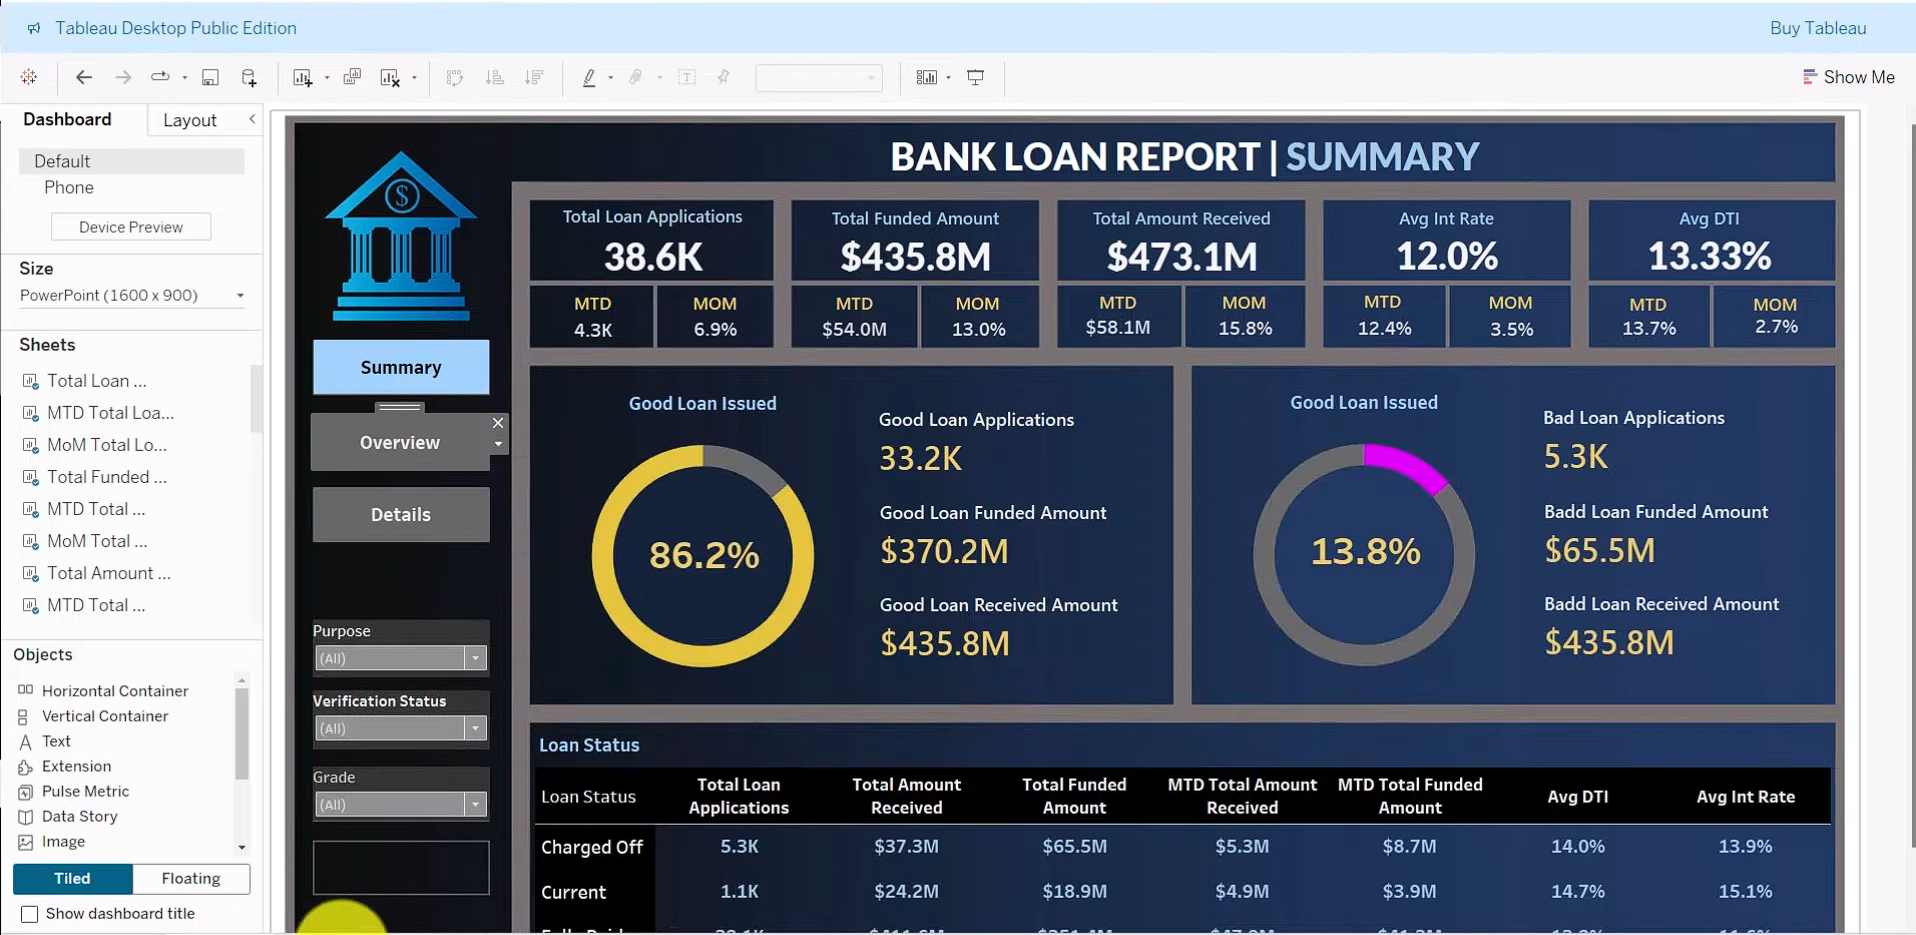 Tableau Desktop Public Edition
Buy Tableau
Show Me
Dashboard
Layout
Default
Phone
Device Preview
Size
PowerPoint (1600 x 900)
Sheets
Total Loan ...
MTD Total Loa...
MoM Total Lo...
Total Funded ...
MTD Total ...
MoM Total ...
Total Amount ...
MTD Total ...
Objects
Horizontal Container
Vertical Container
Text
Extension
Pulse Metric
Data Story
Image
Tiled
Floating
Show dashboard title
BANK LOAN REPORT | SUMMARY
Summary
Overview
Details
Purpose
(All)
Verification Status
(All)
Grade
(All)
Total Loan Applications
38.6K
MTD MOM
4.3K 6.9%
Total Funded Amount
$435.8M
MTD MOM
$54.0M 13.0%
Total Amount Received
$473.1M
MTD MOM
$58.1M 15.8%
Avg Int Rate
12.0%
MTD MOM
12.4% 3.5%
Avg DTI
13.33%
MTD MOM
13.7% 2.7%
Good Loan Issued
86.2%
Good Loan Applications
33.2K
Good Loan Funded Amount
$370.2M
Good Loan Received Amount
$435.8M
Good Loan Issued
13.8%
Bad Loan Applications
5.3K
Badd Loan Funded Amount
$65.5M
Badd Loan Received Amount
$435.8M
Loan Status
Loan Status Total Loan Applications Total Amount Received Total Funded Amount MTD Total Amount Received MTD Total Funded Amount Avg DTI Avg Int Rate
Charged Off 5.3K $37.3M $65.5M $5.3M $8.7M 14.0% 13.9%
Current 1.1K $24.2M $18.9M $4.9M $3.9M 14.7% 15.1%